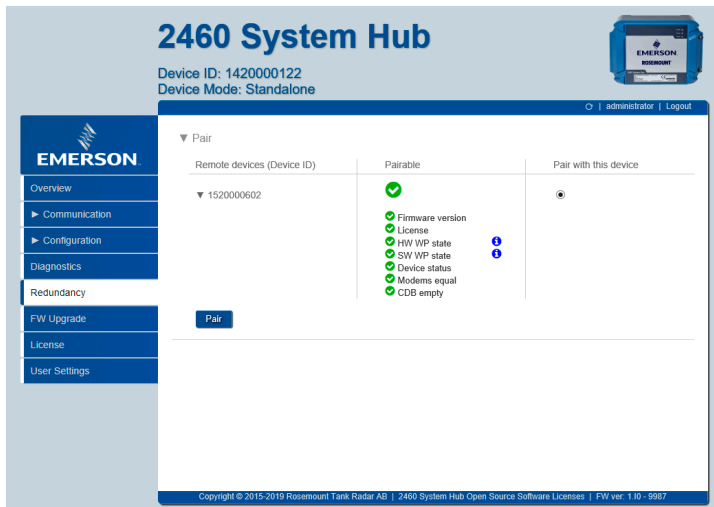 2460 System Hub
Device ID: 1420000122
Device Mode: Standalone
EMERSON
ROSEMOUNT
| administrator | Logout
EMERSON.
▼ Pair
Remote devices (Device ID) Pairable Pair with this device
▼ 1520000602
Firmware version
License
HW WP state
SW WP state
Device status
Modems equal
CDB empty
Pair
Overview
► Communication
► Configuration
Diagnostics
Redundancy
FW Upgrade
License
User Settings
Copyright © 2015-2019 Rosemount Tank Radar AB | 2460 System Hub Open Source Software Licenses | FW ver: 1.I0 - 9987